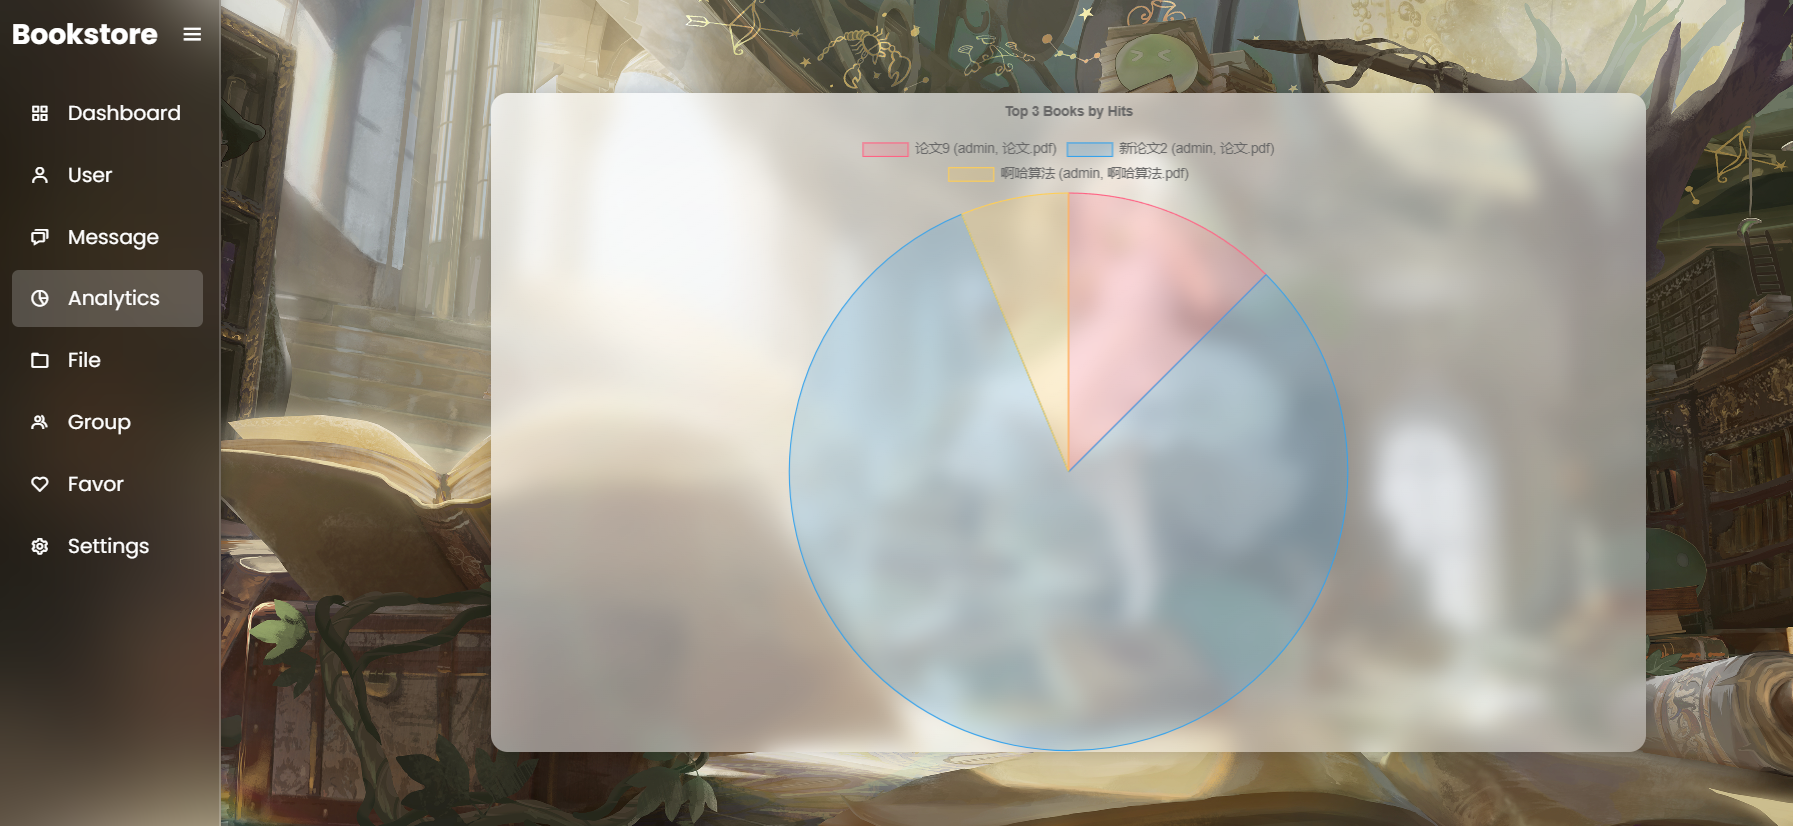 Bookstore
Dashboard
User
Message
Analytics
File
Group
Favor
Settings
Top 3 Books by Hits
论文9 (admin, 论文.pdf) 新论文2 (admin, 论文.pdf)
啊哈算法 (admin, 啊哈算法.pdf)